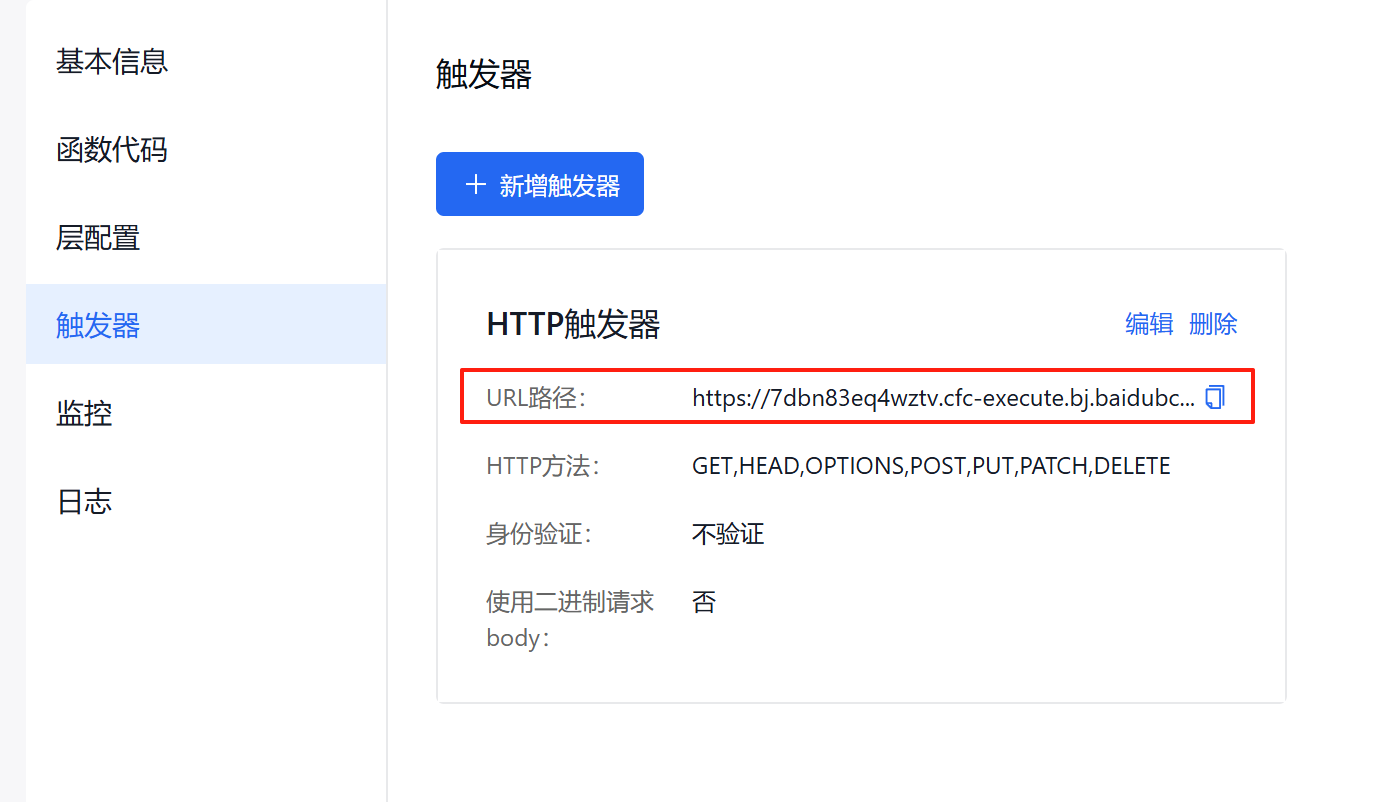 基本信息
函数代码
层配置
触发器
监控
日志
触发器
新增触发器
HTTP触发器
编辑 删除
URL路径： https://7dbn83eq4wztv.cfc-execute.bj.baidubc...
HTTP方法： GET,HEAD,OPTIONS,POST,PUT,PATCH,DELETE
身份验证： 不验证
使用二进制请求 否
body：